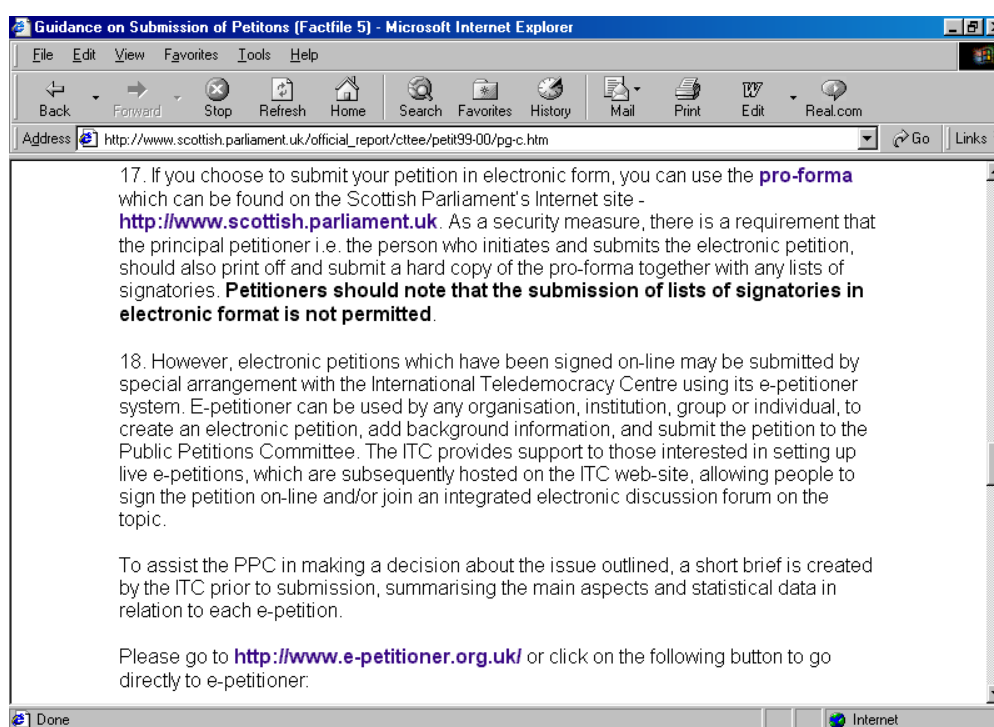 Guidance on Submission of Petitons (Factfile 5) - Microsoft Internet Explorer
File Edit View Favorites Tools Help
Back Forward Stop Refresh Home Search Favorites History Mail Print Edit Real.com
Address http://www.scottish.parliament.uk/official_report/cttee/petit99-00/pg-c.htm Go Links
17. If you choose to submit your petition in electronic form, you can use the pro-forma
which can be found on the Scottish Parliament's Internet site -
http://www.scottish.parliament.uk. As a security measure, there is a requirement that
the principal petitioner i.e. the person who initiates and submits the electronic petition,
should also print off and submit a hard copy of the pro-forma together with any lists of
signatories. Petitioners should note that the submission of lists of signatories in
electronic format is not permitted.
18. However, electronic petitions which have been signed on-line may be submitted by
special arrangement with the International Teledemocracy Centre using its e-petitioner
system. E-petitioner can be used by any organisation, institution, group or individual, to
create an electronic petition, add background information, and submit the petition to the
Public Petitions Committee. The ITC provides support to those interested in setting up
live e-petitions, which are subsequently hosted on the ITC web-site, allowing people to
sign the petition on-line and/or join an integrated electronic discussion forum on the
topic.
To assist the PPC in making a decision about the issue outlined, a short brief is created
by the ITC prior to submission, summarising the main aspects and statistical data in
relation to each e-petition.
Please go to http://www.e-petitioner.org.uk/ or click on the following button to go
directly to e-petitioner:
Done Internet